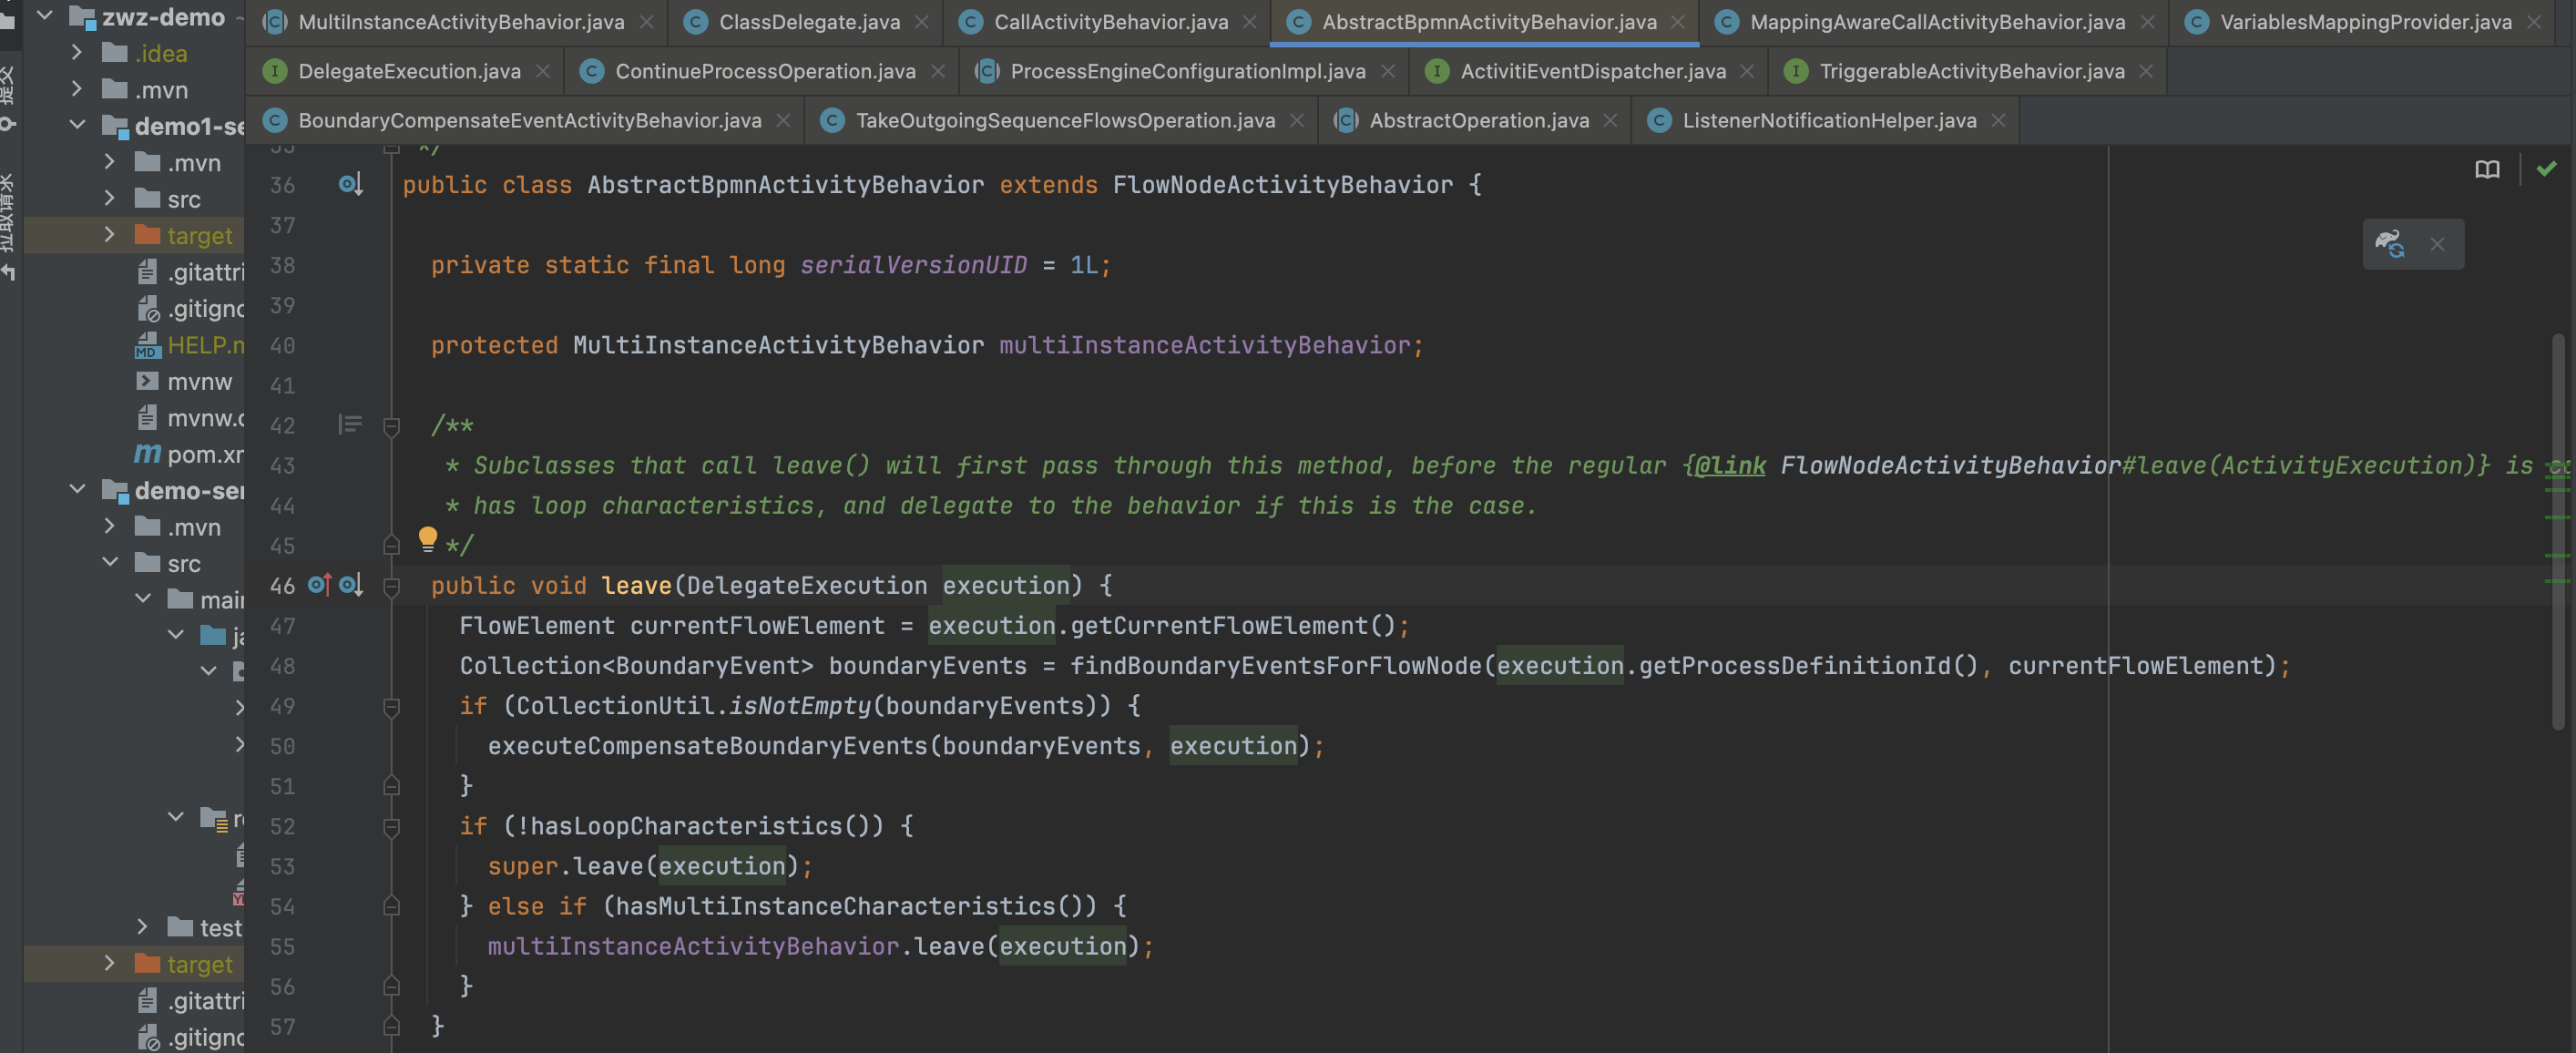 zwz-demo
.idea
.mvn
demo1-se
.mvn
src
target
.gitattri
.gitigno
HELP.m
mvnw
mvnw.c
pom.xm
demo-ser
.mvn
src
main
ja
re
test
target
.gitattri
.gitigno
提交
拉取请求
MultiInstanceActivityBehavior.java ClassDelegate.java CallActivityBehavior.java AbstractBpmnActivityBehavior.java MappingAwareCallActivityBehavior.java VariablesMappingProvider.java
DelegateExecution.java ContinueProcessOperation.java ProcessEngineConfigurationImpl.java ActivitiEventDispatcher.java TriggerableActivityBehavior.java
BoundaryCompensateEventActivityBehavior.java TakeOutgoingSequenceFlowsOperation.java AbstractOperation.java ListenerNotificationHelper.java
35 */
36 public class AbstractBpmnActivityBehavior extends FlowNodeActivityBehavior {
37
38 private static final long serialVersionUID = 1L;
39
40 protected MultiInstanceActivityBehavior multiInstanceActivityBehavior;
41
42 /**
43 * Subclasses that call leave() will first pass through this method, before the regular {@link FlowNodeActivityBehavior#leave(ActivityExecution)} is
44 * has loop characteristics, and delegate to the behavior if this is the case.
45 */
46 public void leave(DelegateExecution execution) {
47 FlowElement currentFlowElement = execution.getCurrentFlowElement();
48 Collection<BoundaryEvent> boundaryEvents = findBoundaryEventsForFlowNode(execution.getProcessDefinitionId(), currentFlowElement);
49 if (CollectionUtil.isNotEmpty(boundaryEvents)) {
50 executeCompensateBoundaryEvents(boundaryEvents, execution);
51 }
52 if (!hasLoopCharacteristics()) {
53 super.leave(execution);
54 } else if (hasMultiInstanceCharacteristics()) {
55 multiInstanceActivityBehavior.leave(execution);
56 }
57 }